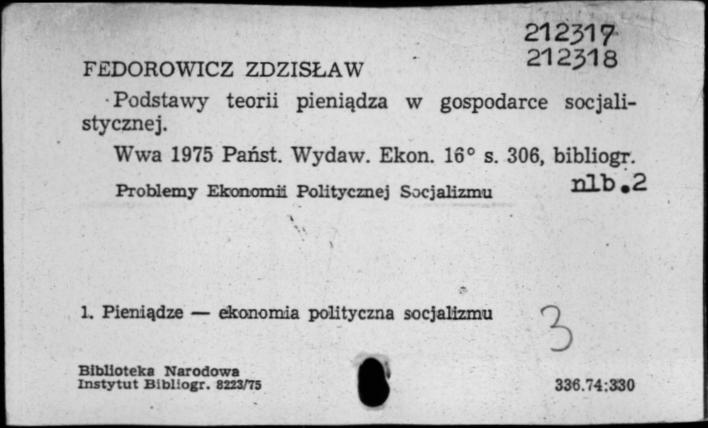 212317
212318
FEDOROWICZ ZDZISŁAW
Podstawy teorii pieniądza w gospodarce socjali-
stycznej.
Wwa 1975 Państ. Wydaw. Ekon. 16° s. 306, bibliogr.
nlb.2
Problemy Ekonomii Politycznej Socjalizmu
1. Pieniądze — ekonomia polityczna socjalizmu
3
Biblioteka Narodowa
Instytut Bibliogr. 8223/75
336.74:330